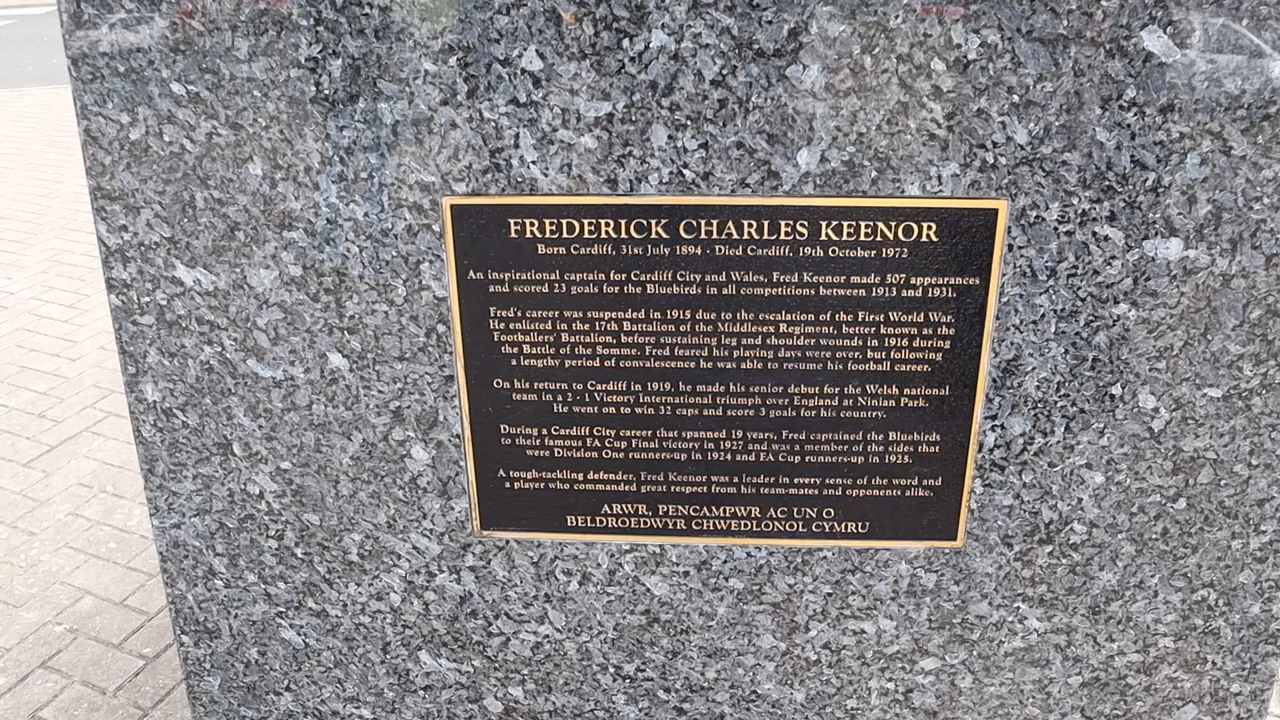 FREDERICK CHARLES KEENOR
Born Cardiff, 31st July 1894 · Died Cardiff, 19th October 1972
An inspirational captain for Cardiff City and Wales, Fred Keenor made 507 appearances
and scored 23 goals for the Bluebirds in all competitions between 1913 and 1931.
Fred's career was suspended in 1915 due to the escalation of the First World War.
He enlisted in the 17th Battalion of the Middlesex Regiment, better known as the
Footballers' Battalion, before sustaining leg and shoulder wounds in 1916 during
the Battle of the Somme. Fred feared his playing days were over, but following
a lengthy period of convalescence he was able to resume his football career.
On his return to Cardiff in 1919, he made his senior debut for the Welsh national
team in a 2 - 1 Victory International triumph over England at Ninian Park.
He went on to win 32 caps and score 3 goals for his country.
During a Cardiff City career that spanned 19 years, Fred captained the Bluebirds
to their famous FA Cup Final victory in 1927 and was a member of the sides that
were Division One runners-up in 1924 and FA Cup runners-up in 1925.
A tough-tackling defender, Fred Keenor was a leader in every sense of the word and
a player who commanded great respect from his team-mates and opponents alike.
ARWR, PENCAMPWR AC UN O
BELDROEDWYR CHWEDLONOL CYMRU